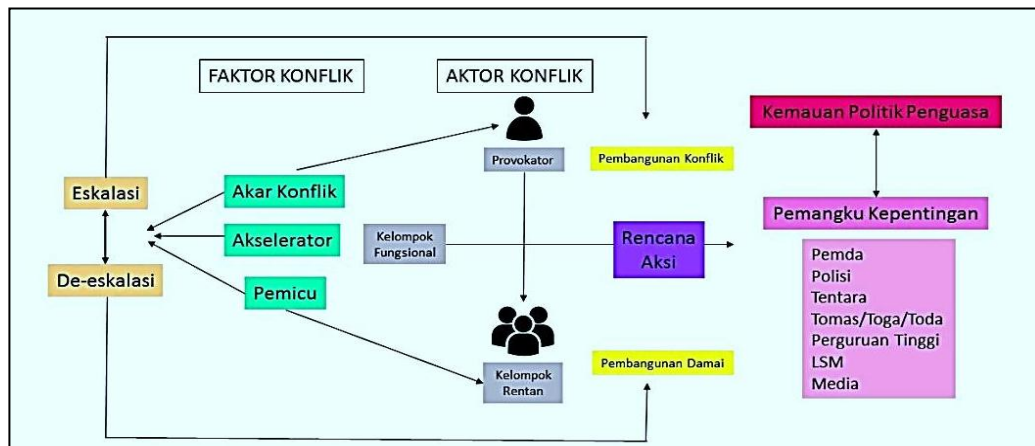 FAKTOR KONFLIK
AKTOR KONFLIK
Kemauan Politik Penguasa
Provokator
Pembangunan Konflik
Eskalasi
Akar Konflik
Pemangku Kepentingan
Akselerator
Kelompok
Fungsional
Rencana
Aksi
De-eskalasi
Pemicu
Pemda
Polisi
Tentara
Tomas/Toga/Toda
Perguruan Tinggi
LSM
Media
Kelompok
Rentan
Pembangunan Damai